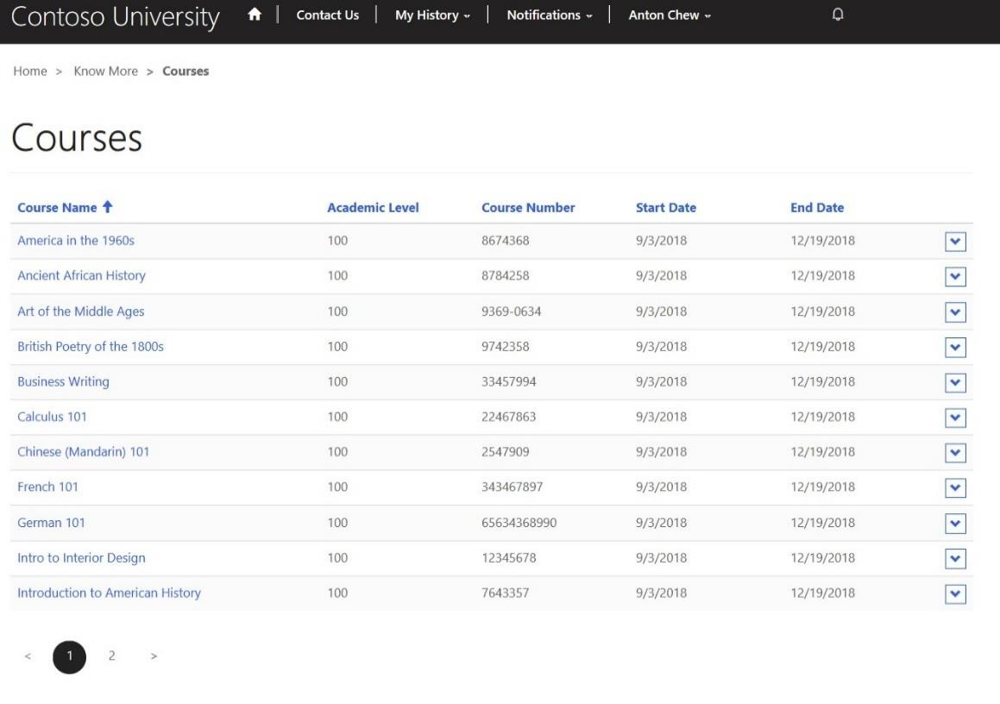 Contoso University Contact Us My History Notifications Anton Chew
Home > Know More > Courses
Courses
Course Name Academic Level Course Number Start Date End Date
America in the 1960s 100 8674368 9/3/2018 12/19/2018
Ancient African History 100 8784258 9/3/2018 12/19/2018
Art of the Middle Ages 100 9369-0634 9/3/2018 12/19/2018
British Poetry of the 1800s 100 9742358 9/3/2018 12/19/2018
Business Writing 100 33457994 9/3/2018 12/19/2018
Calculus 101 100 22467863 9/3/2018 12/19/2018
Chinese (Mandarin) 101 100 2547909 9/3/2018 12/19/2018
French 101 100 343467897 9/3/2018 12/19/2018
German 101 100 65634368990 9/3/2018 12/19/2018
Intro to Interior Design 100 12345678 9/3/2018 12/19/2018
Introduction to American History 100 7643357 9/3/2018 12/19/2018
< 1 2 >